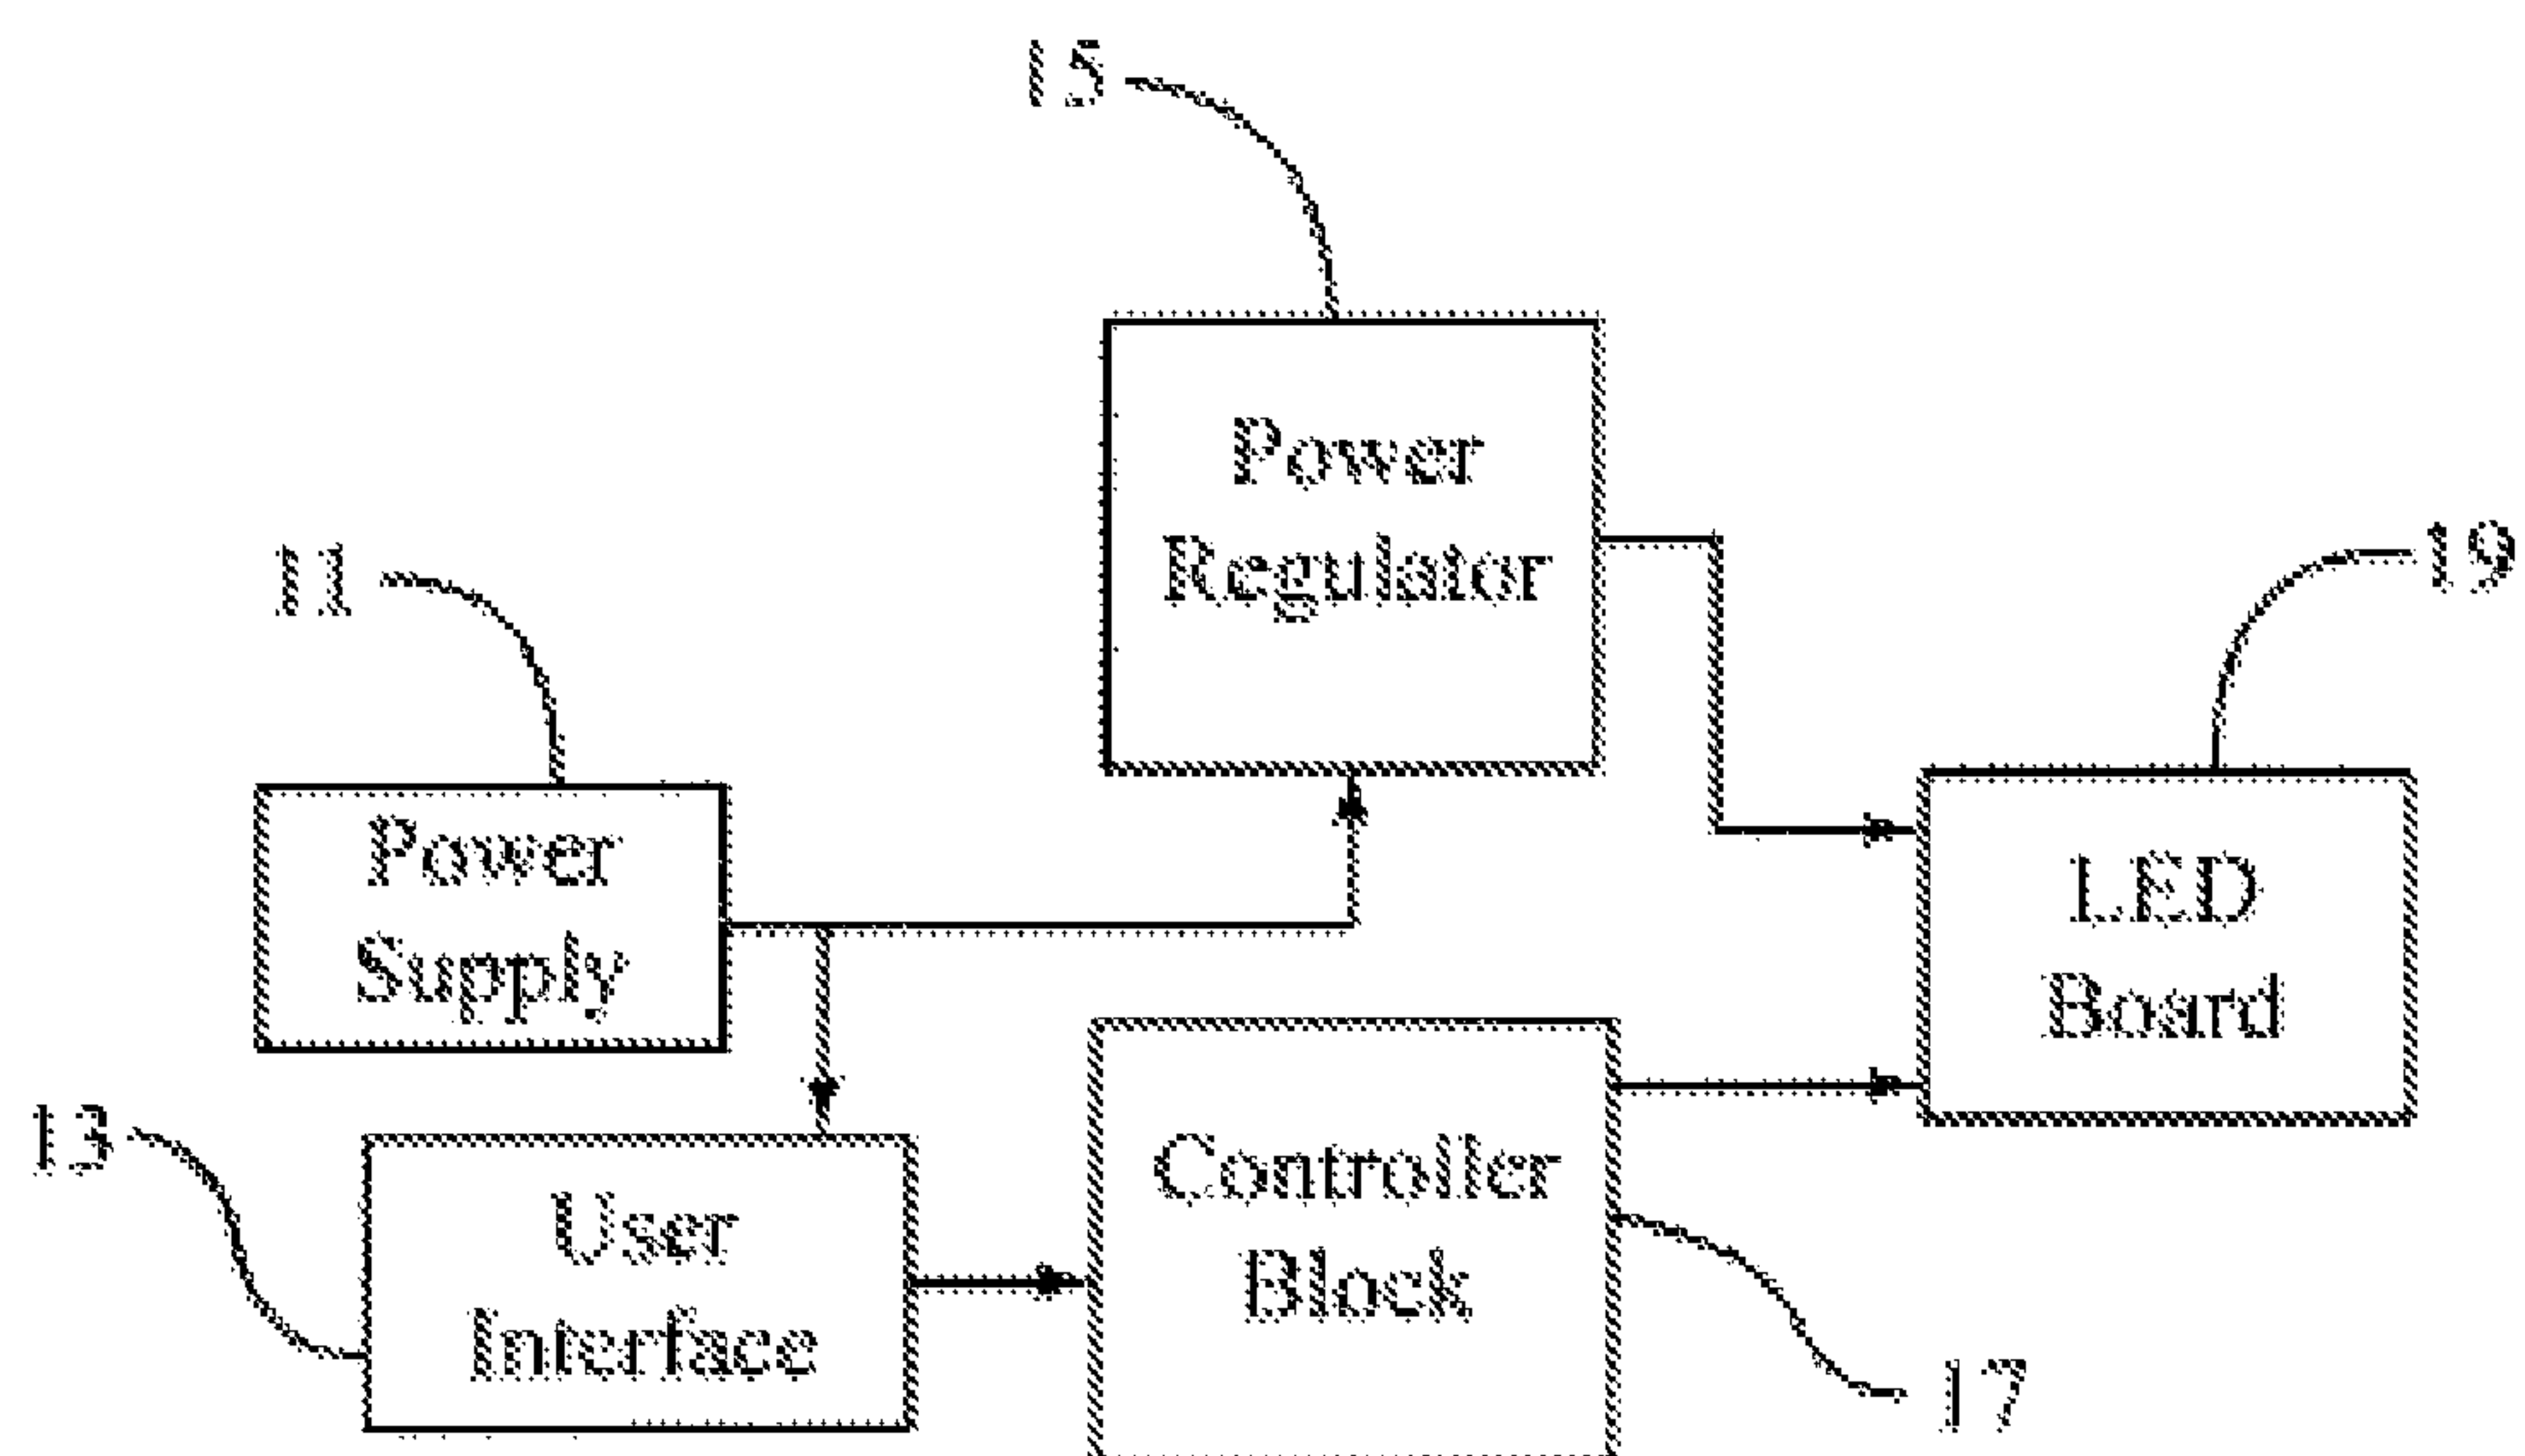 15
Power
Regulator
11
19
Power
Supply
LED
Board
13
User
Interface
Controller
Block
17